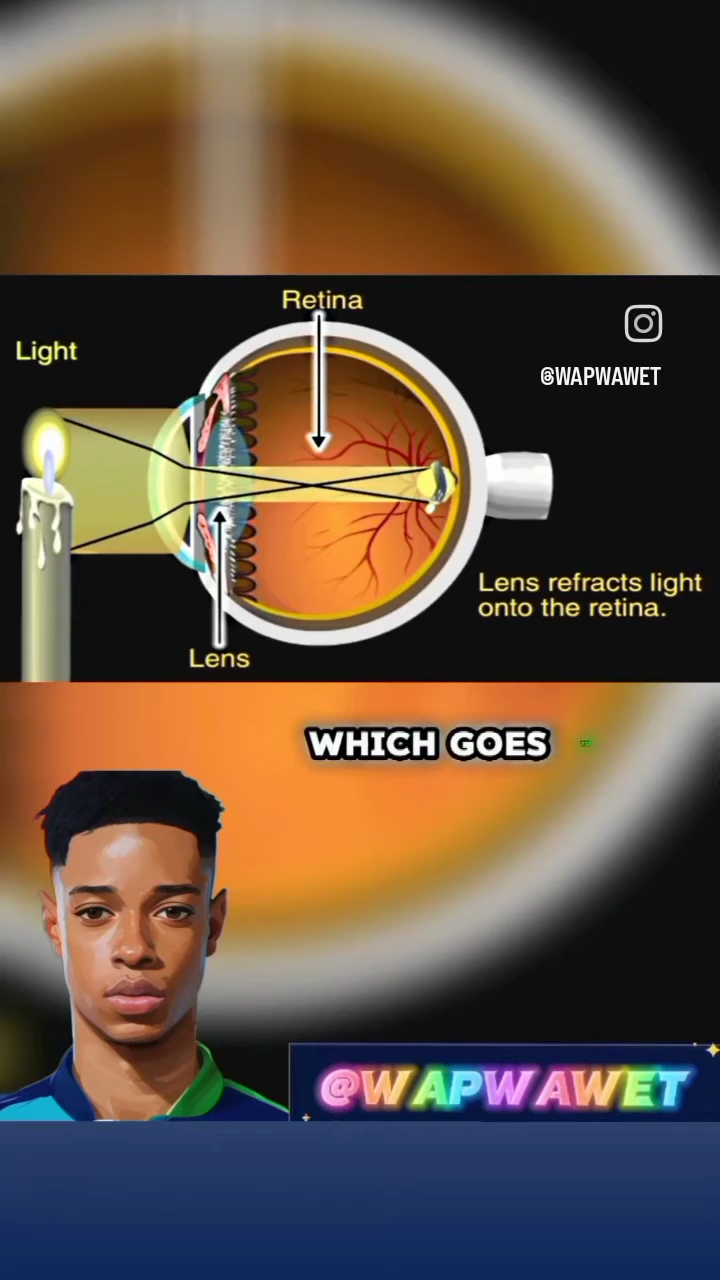 Retina
Light
@WAPWAWET
Lens refracts light
onto the retina.
Lens
WHICH GOES
@WAPWAWET